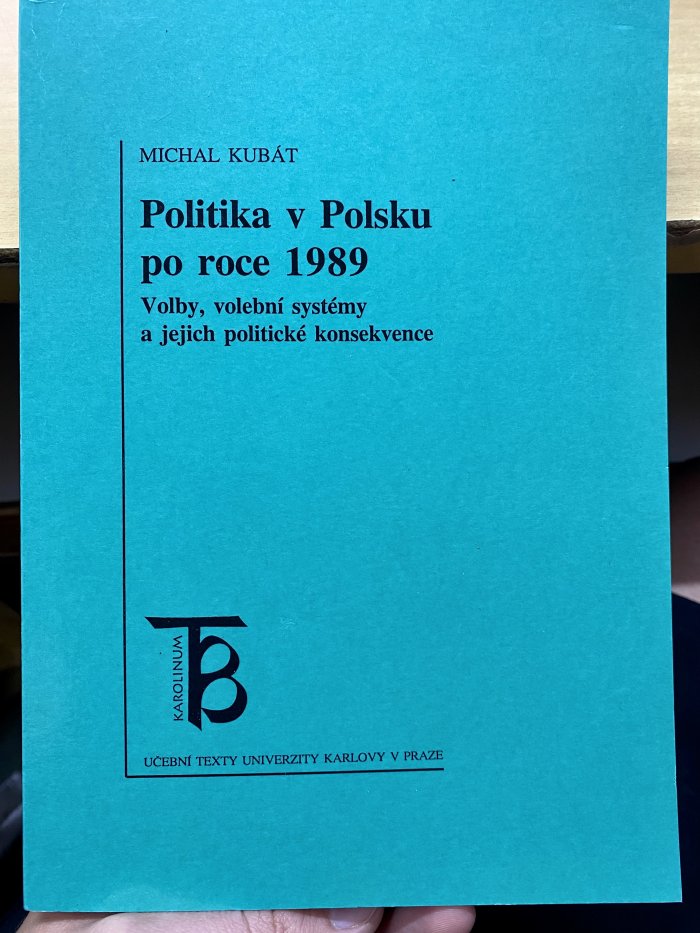 MICHAL KUBÁT
Politika v Polsku
po roce 1989
Volby, volební systémy
a jejich politické konsekvence
KAROLINUM
UČEBNÍ TEXTY UNIVERZITY KARLOVY V PRAZE